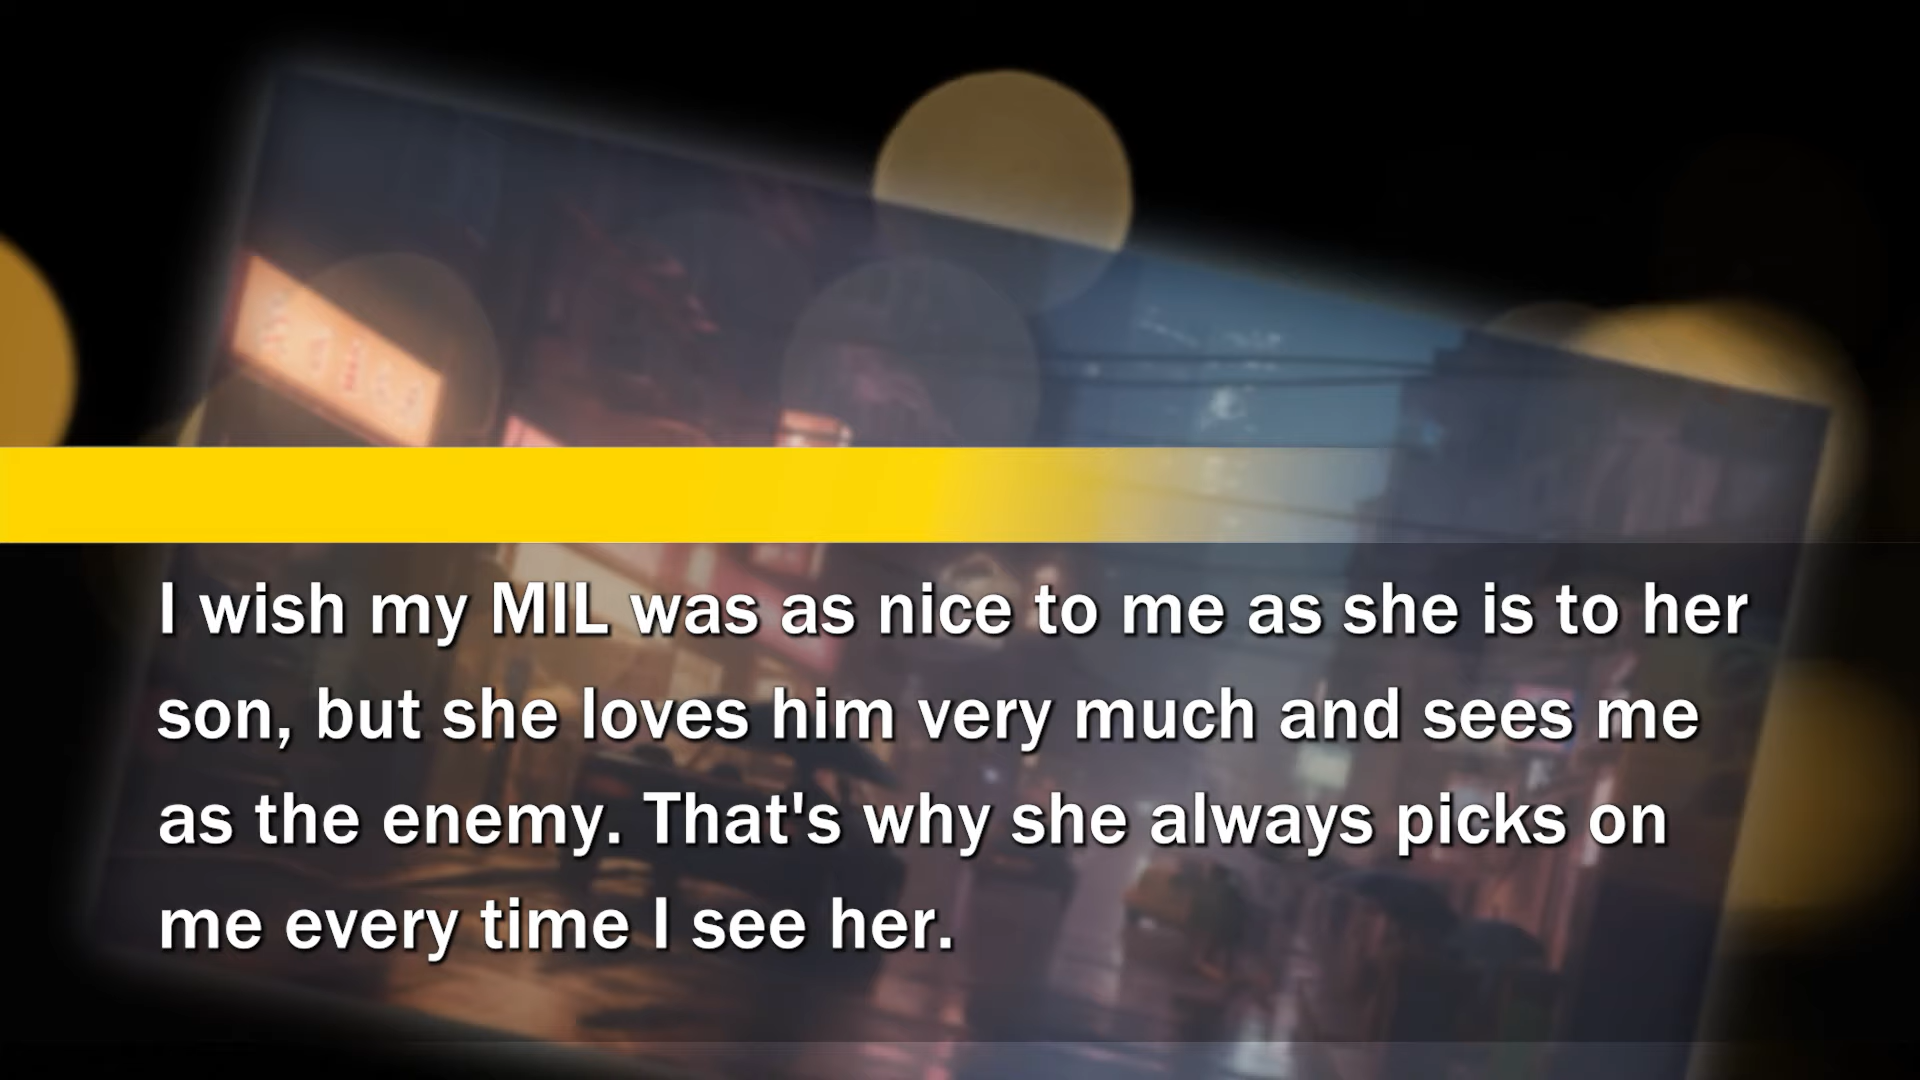 I wish my MIL was as nice to me as she is to her
son, but she loves him very much and sees me
as the enemy. That's why she always picks on
me every time I see her.